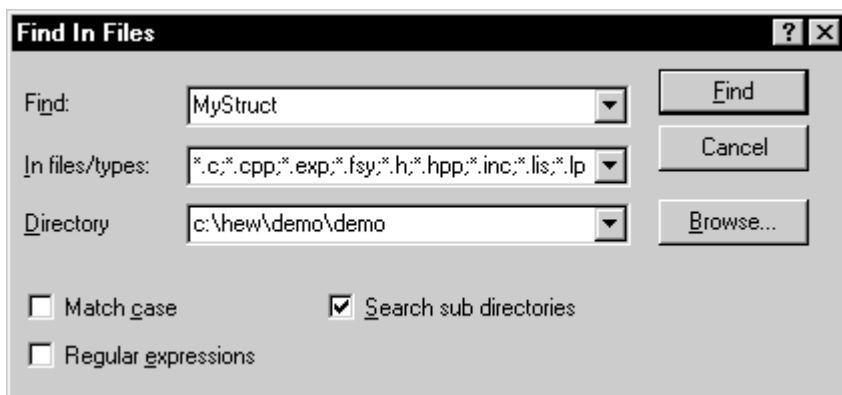 Find In Files
Find: MyStruct Find
Cancel
In files/types: *.c;*.cpp;*.exp;*.fsy;*.h;*.hpp;*.inc;*.lis;*.lp
Directory c:\hew\demo\demo Browse...
Match case Search sub directories
Regular expressions